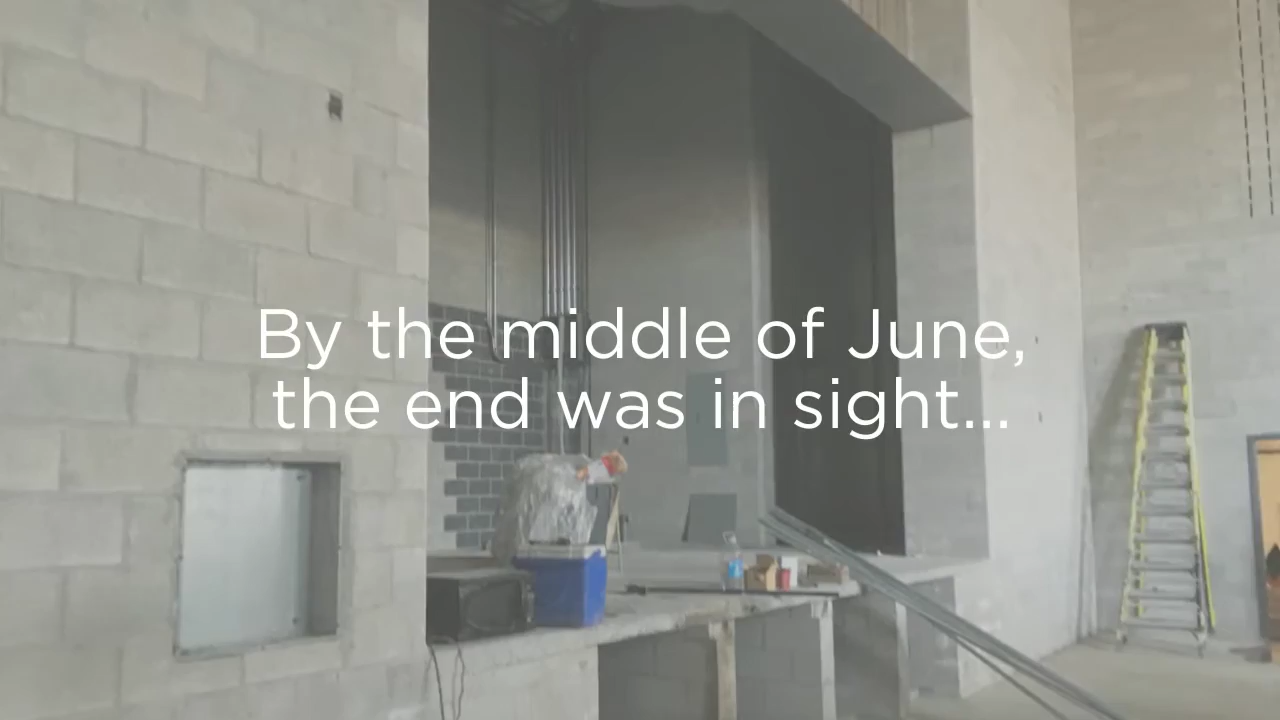 By the middle of June,
the end was in sight...